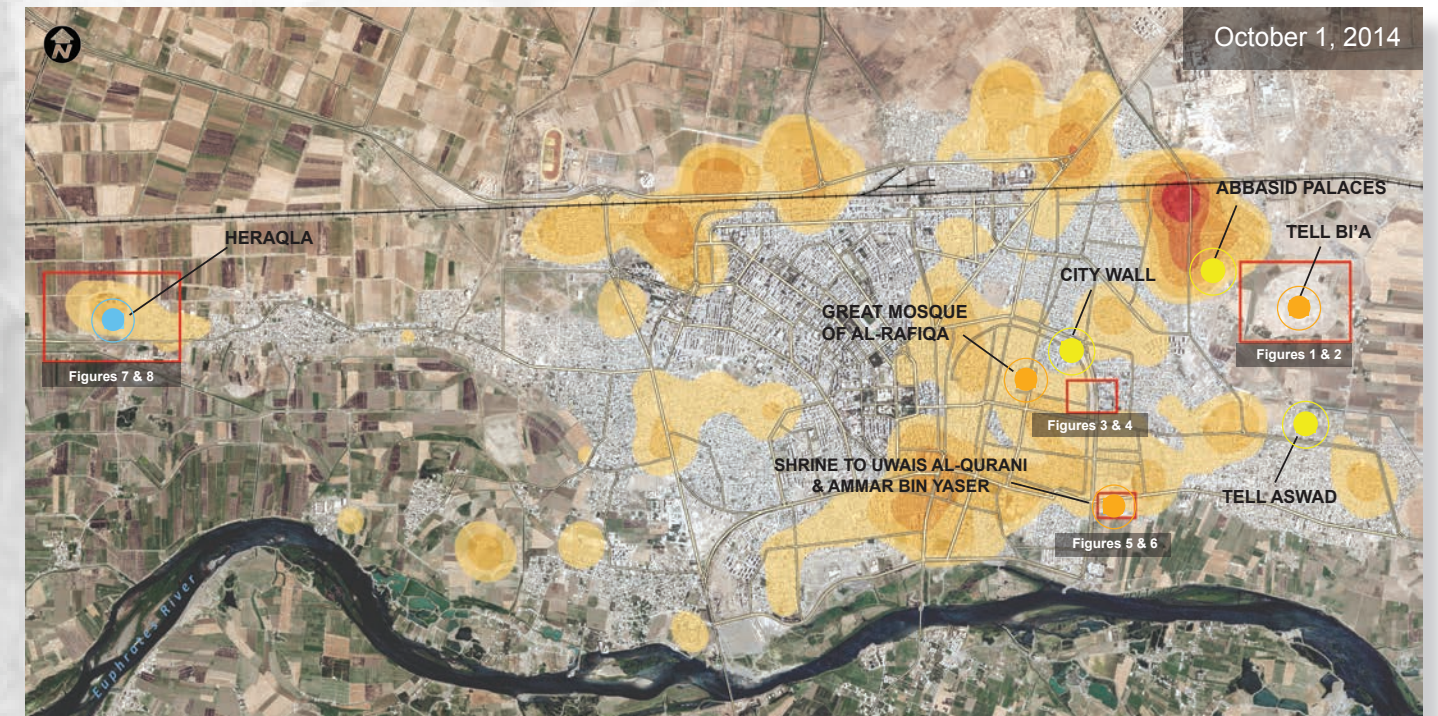 N
October 1, 2014
ABBASID PALACES
TELL BI'A
HERAQLA
CITY WALL
GREAT MOSQUE
OF AL-RAFIQA
Figures 1 & 2
Figures 7 & 8
Figures 3 & 4
SHRINE TO UWAIS AL-QURANI
& AMMAR BIN YASER
TELL ASWAD
Figures 5 & 6
Euphrates River